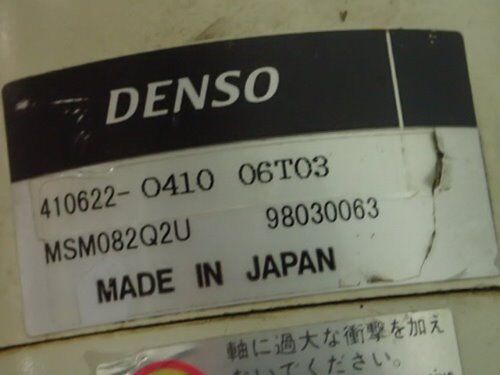 DENSO
410622-0410 06T03
MSM082Q2U 98030063
MADE IN JAPAN
軸に過大な衝撃を加え
ないでください。